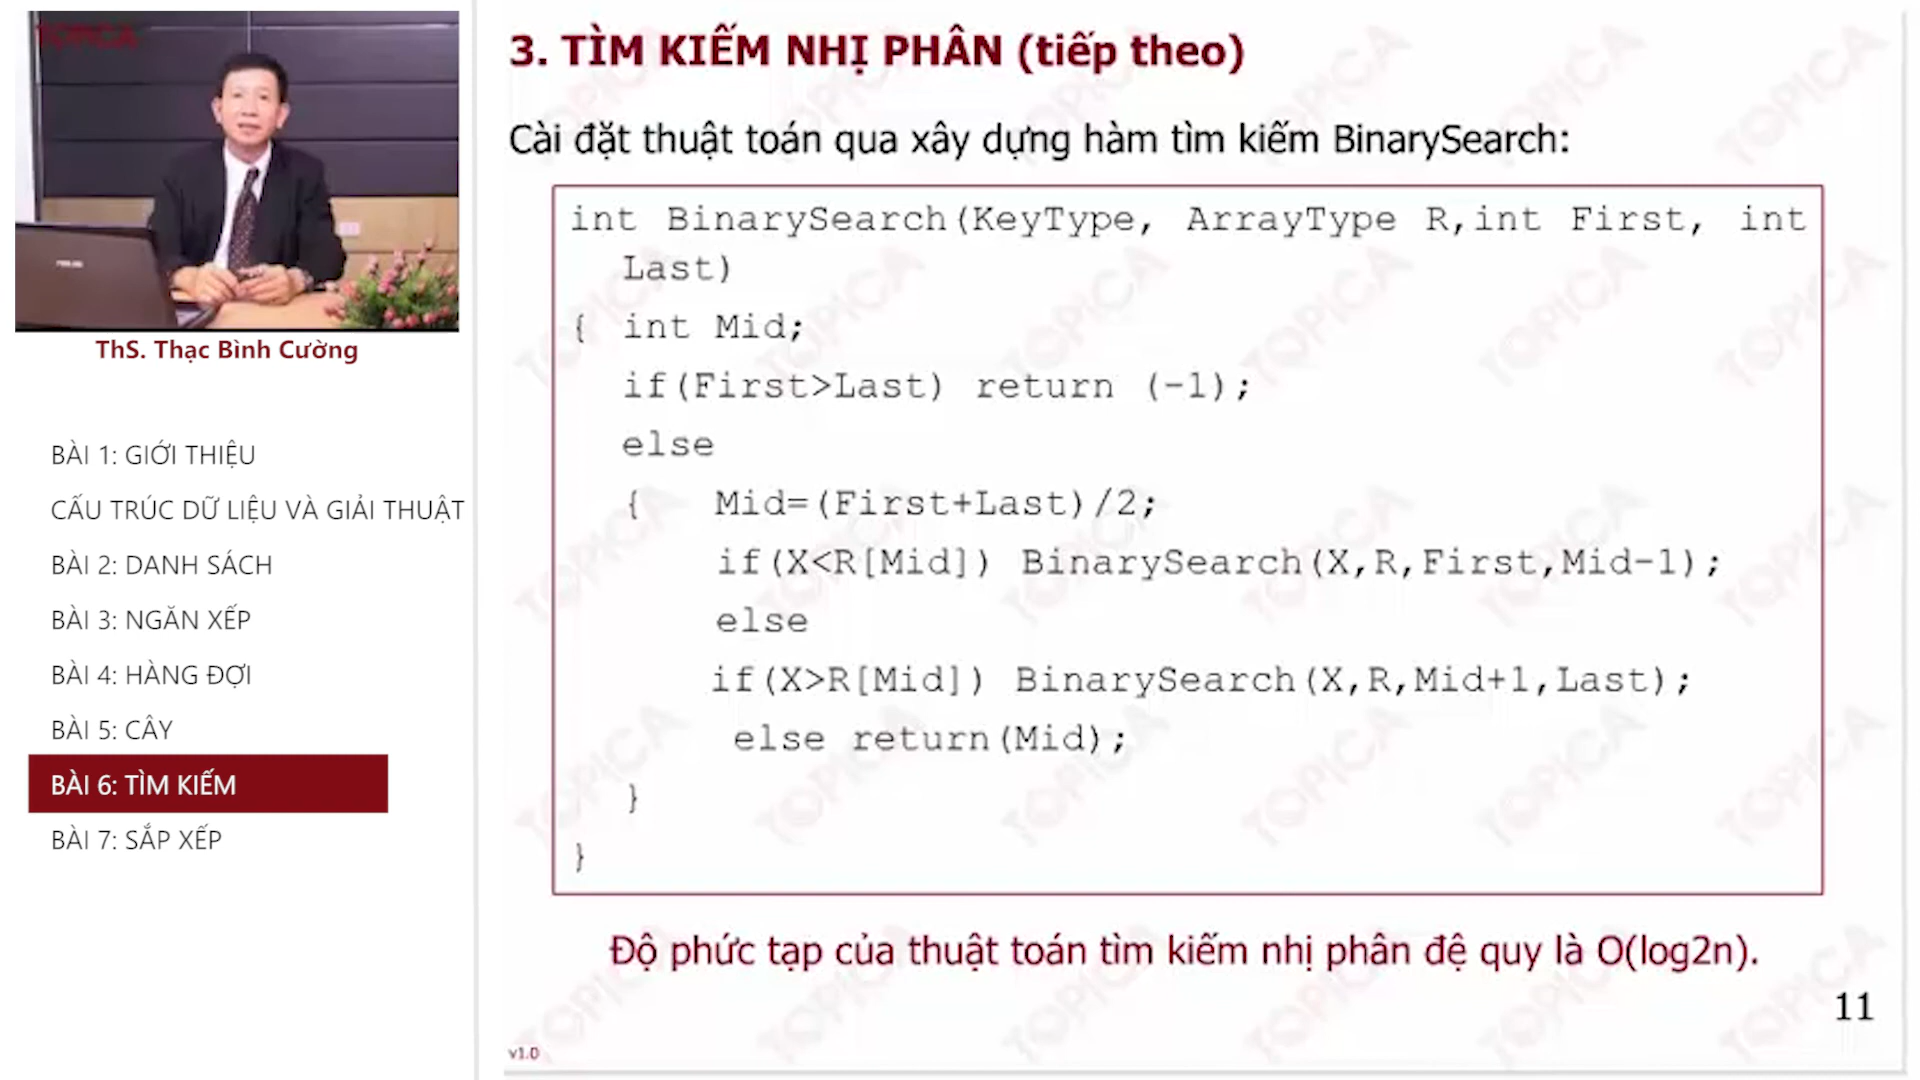 TOPICA
ThS. Thạc Bình Cường
BÀI 1: GIỚI THIỆU
CẤU TRÚC DỮ LIỆU VÀ GIẢI THUẬT
BÀI 2: DANH SÁCH
BÀI 3: NGĂN XẾP
BÀI 4: HÀNG ĐỢI
BÀI 5: CÂY
BÀI 6: TÌM KIẾM
BÀI 7: SẮP XẾP
3. TÌM KIẾM NHỊ PHÂN (tiếp theo)
Cài đặt thuật toán qua xây dựng hàm tìm kiếm BinarySearch:
int BinarySearch(KeyType, ArrayType R,int First, int
Last)
{ int Mid;
if(First>Last) return (-1);
else
{ Mid=(First+Last)/2;
if(X<R[Mid]) BinarySearch(X,R,First,Mid-1);
else
if(X>R[Mid]) BinarySearch(X,R,Mid+1,Last);
else return(Mid);
}
}
Độ phức tạp của thuật toán tìm kiếm nhị phân đệ quy là O(log2n).
11
v1.0